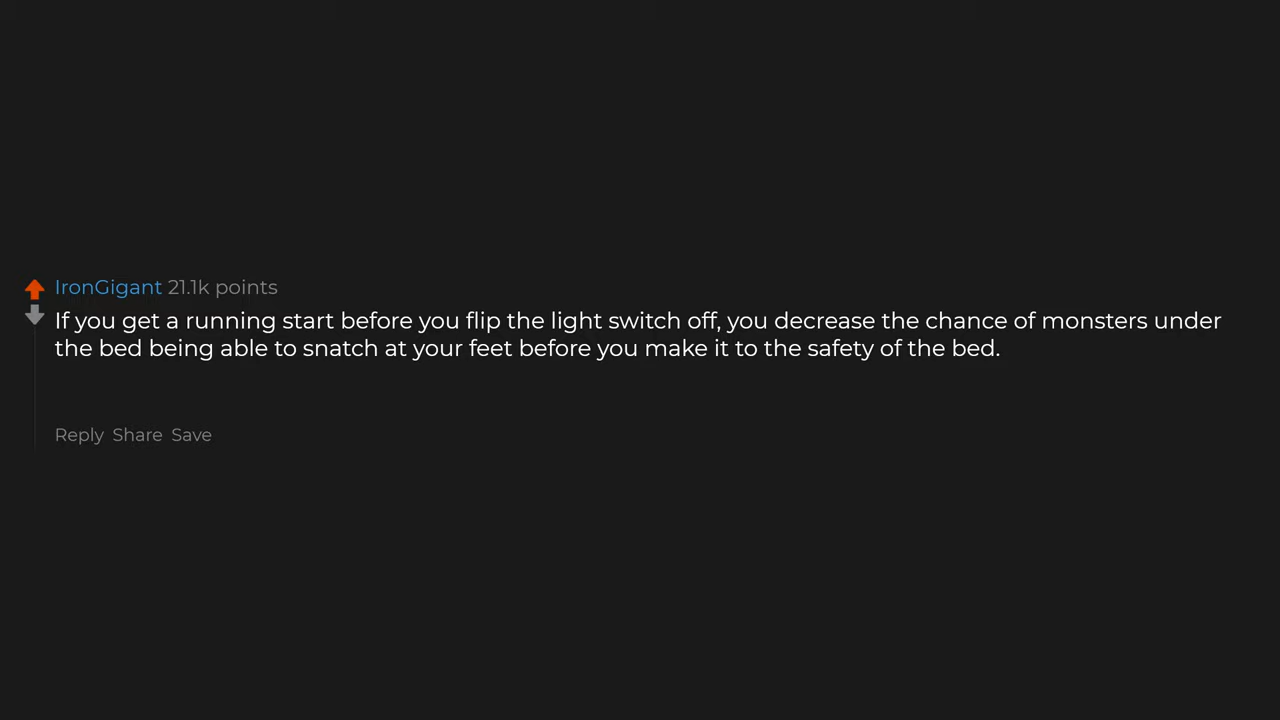 IronGigant 21.1k points
If you get a running start before you flip the light switch off, you decrease the chance of monsters under
the bed being able to snatch at your feet before you make it to the safety of the bed.
Reply Share Save